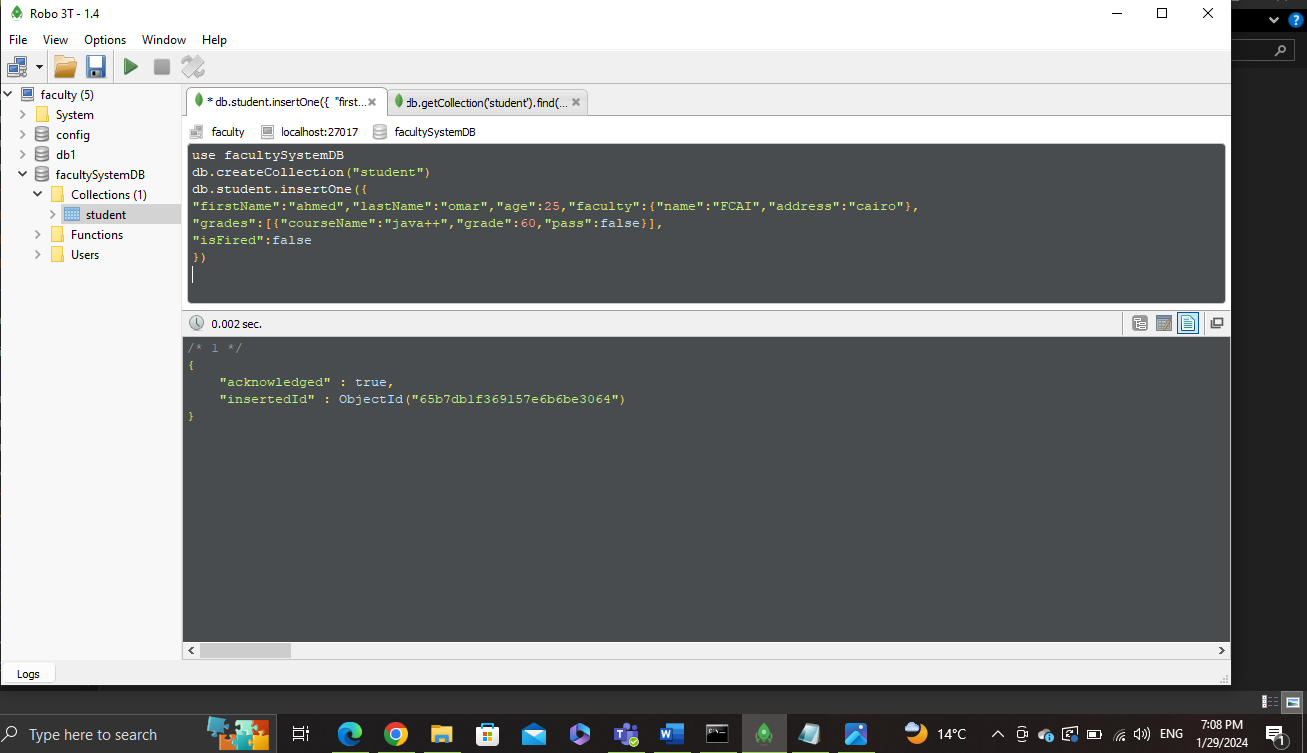 Robo 3T - 1.4
File View Options Window Help
faculty (5)
System
config
db1
facultySystemDB
Collections (1)
student
Functions
Users
* db.student.insertOne({ "first... db.getCollection('student').find(...
faculty localhost:27017 facultySystemDB
use facultySystemDB
db.createCollection("student")
db.student.insertOne({
"firstName":"ahmed","lastName":"omar","age":25,"faculty":{"name":"FCAI","address":"cairo"},
"grades":[{"courseName":"java++","grade":60,"pass":false}],
"isFired":false
})
0.002 sec.
/* 1 */
{
"acknowledged" : true,
"insertedId" : ObjectId("65b7db1f369157e6b6be3064")
}
Logs
Type here to search
14°C
ENG
7:08 PM
1/29/2024
1